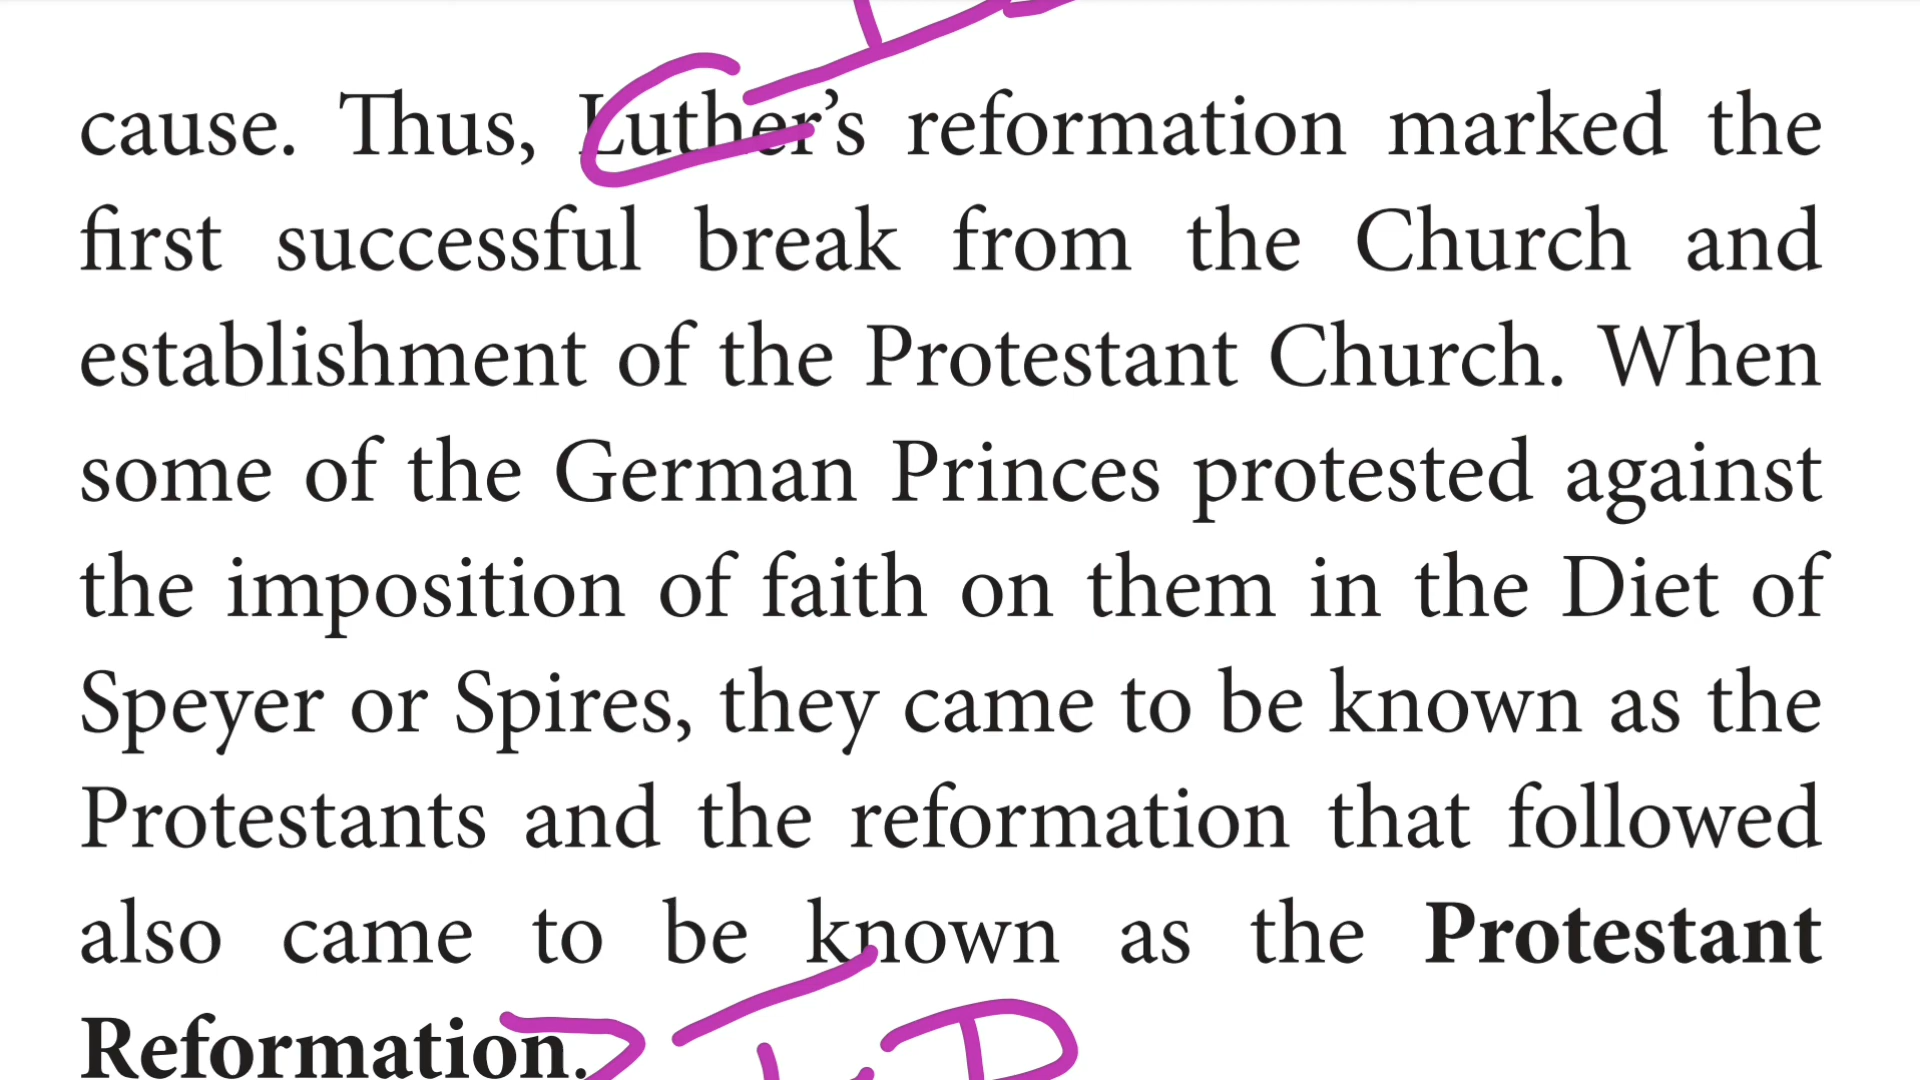 cause. Thus, Luther’s reformation marked the
first successful break from the Church and
establishment of the Protestant Church. When
some of the German Princes protested against
the imposition of faith on them in the Diet of
Speyer or Spires, they came to be known as the
Protestants and the reformation that followed
also came to be known as the Protestant
Reformation.